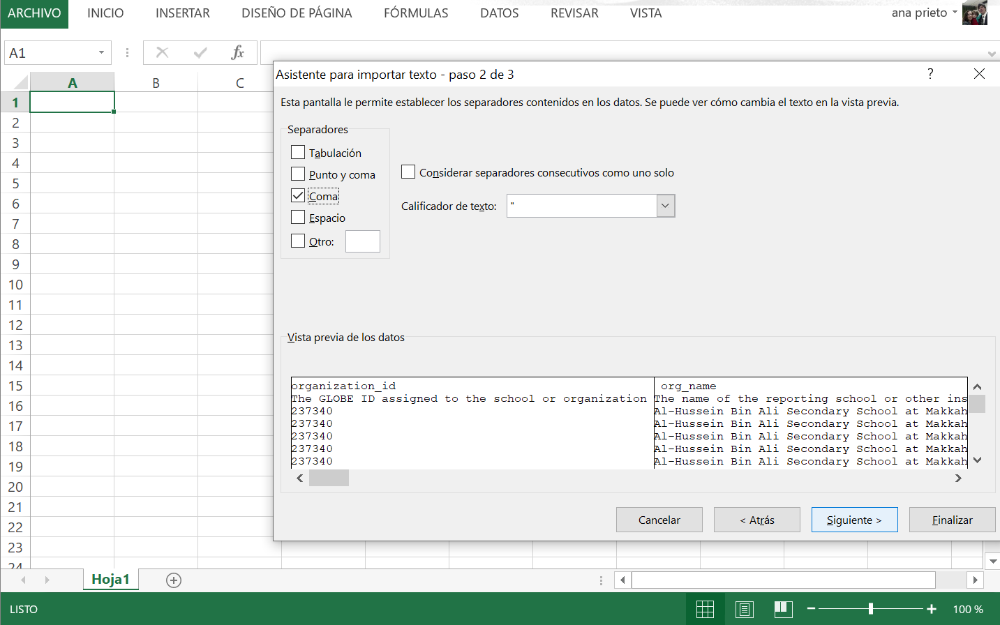 ARCHIVO INICIO INSERTAR DISEÑO DE PÁGINA FÓRMULAS DATOS REVISAR VISTA ana prieto
A1 fx
A B C
1
2
3
4
5
6
7
8
9
10
11
12
13
14
15
16
17
18
19
20
21
22
23
24
Asistente para importar texto - paso 2 de 3 ?
Esta pantalla le permite establecer los separadores contenidos en los datos. Se puede ver cómo cambia el texto en la vista previa.
Separadores
Tabulación
Punto y coma
Coma
Espacio
Otro:
Considerar separadores consecutivos como uno solo
Calificador de texto: "
Vista previa de los datos
organization_id org_name
The GLOBE ID assigned to the school or organization The name of the reporting school or other ins
237340 Al-Hussein Bin Ali Secondary School at Makkah
237340 Al-Hussein Bin Ali Secondary School at Makkah
237340 Al-Hussein Bin Ali Secondary School at Makkah
237340 Al-Hussein Bin Ali Secondary School at Makkah
237340 Al-Hussein Bin Ali Secondary School at Makkah
Cancelar < Atrás Siguiente > Finalizar
Hoja1
LISTO 100 %